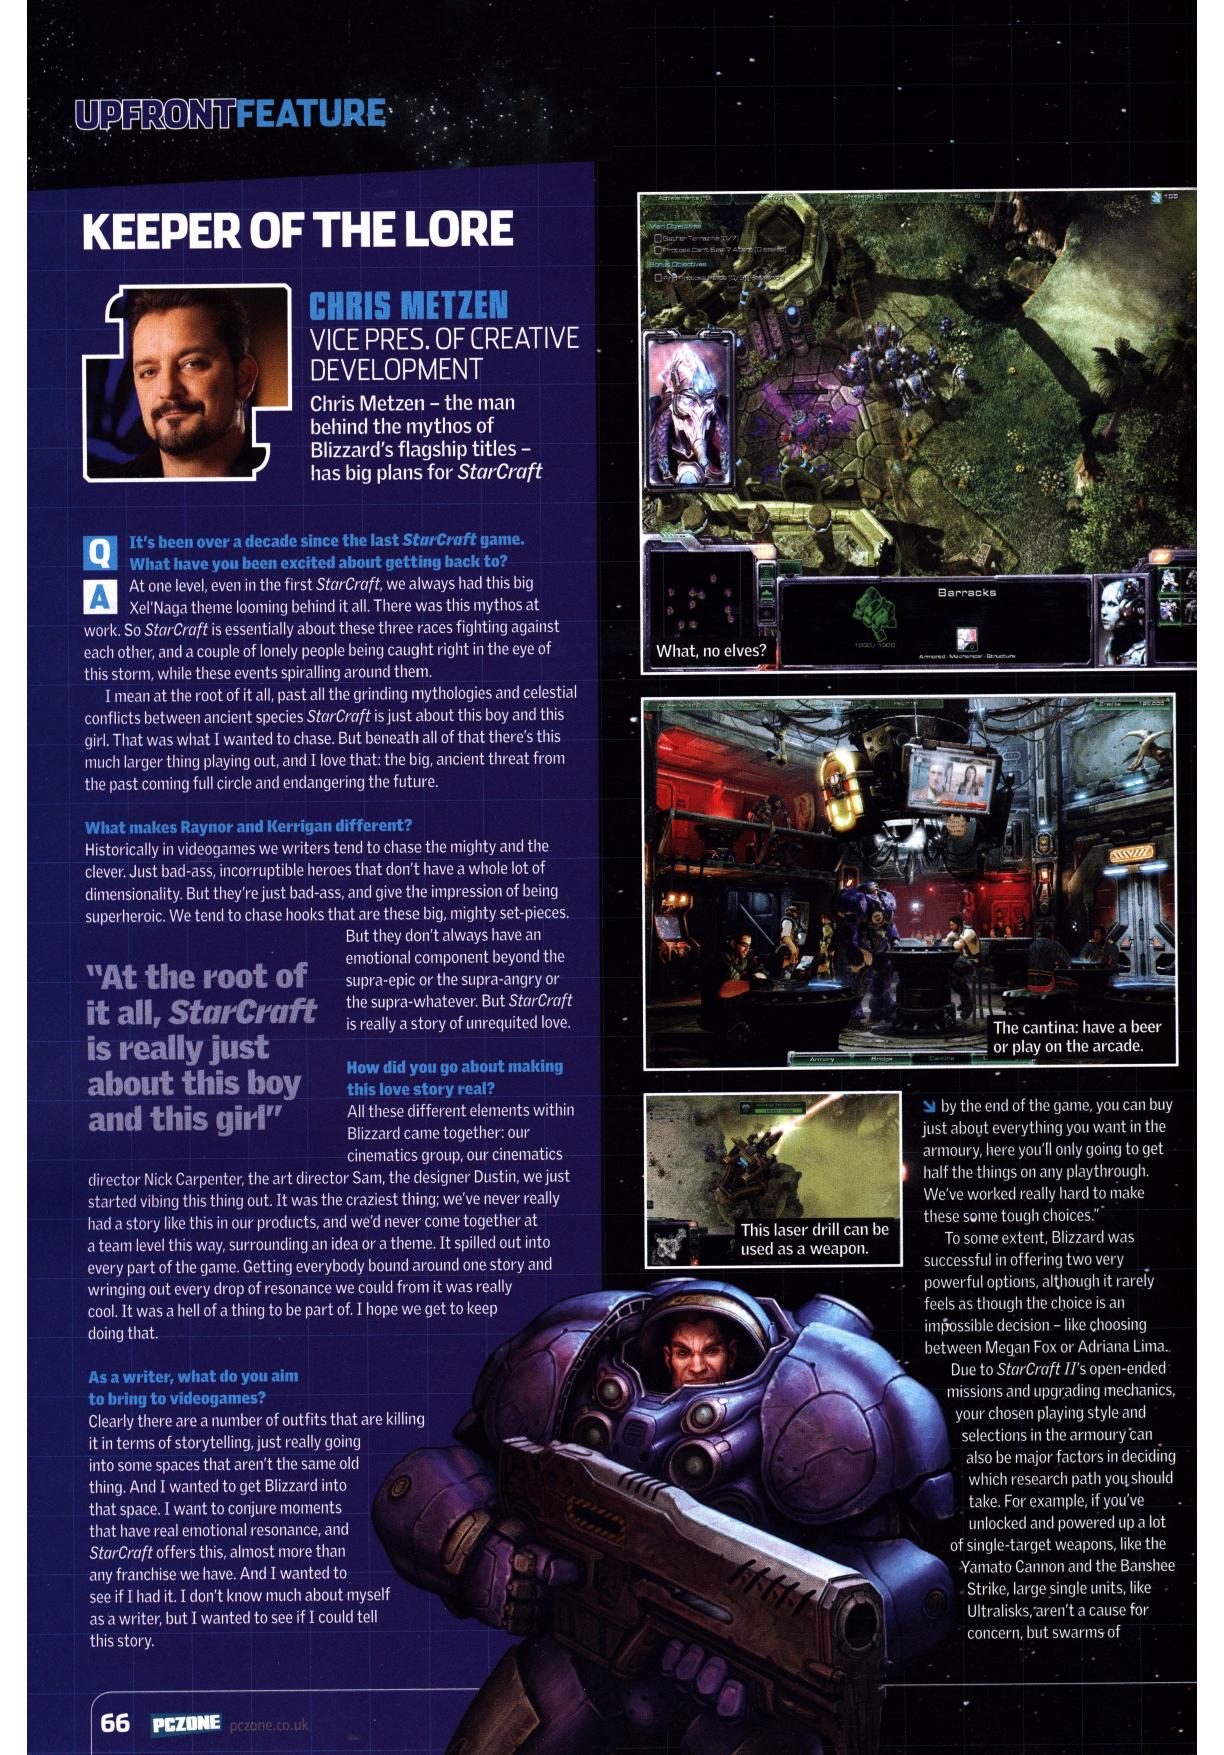 UPFRONTFEATURE
KEEPER OF THE LORE
CHRIS METZEN
VICE PRES. OF CREATIVE
DEVELOPMENT
Chris Metzen – the man
behind the mythos of
Blizzard's flagship titles –
has big plans for StarCraft
Q It's been over a decade since the last StarCraft game.
What have you been excited about getting back to?
A At one level, even in the first StarCraft, we always had this big
Xel'Naga theme looming behind it all. There was this mythos at
work. So StarCraft is essentially about these three races fighting against
each other, and a couple of lonely people being caught right in the eye of
this storm, while these events spiralling around them.
I mean at the root of it all, past all the grinding mythologies and celestial
conflicts between ancient species StarCraft is just about this boy and this
girl. That was what I wanted to chase. But beneath all of that there's this
much larger thing playing out, and I love that: the big, ancient threat from
the past coming full circle and endangering the future.
What makes Raynor and Kerrigan different?
Historically in videogames we writers tend to chase the mighty and the
clever. Just bad-ass, incorruptible heroes that don't have a whole lot of
dimensionality. But they're just bad-ass, and give the impression of being
superheroic. We tend to chase hooks that are these big, mighty set-pieces.
But they don't always have an
emotional component beyond the
supra-epic or the supra-angry or
the supra-whatever. But StarCraft
is really a story of unrequited love.
"At the root of
it all, StarCraft
is really just
about this boy
and this girl"
How did you go about making
this love story real?
All these different elements within
Blizzard came together: our
cinematics group, our cinematics
director Nick Carpenter, the art director Sam, the designer Dustin, we just
started vibing this thing out. It was the craziest thing; we've never really
had a story like this in our products, and we'd never come together at
a team level this way, surrounding an idea or a theme. It spilled out into
every part of the game. Getting everybody bound around one story and
wringing out every drop of resonance we could from it was really
cool. It was a hell of a thing to be part of. I hope we get to keep
doing that.
As a writer, what do you aim
to bring to videogames?
Clearly there are a number of outfits that are killing
it in terms of storytelling, just really going
into some spaces that aren't the same old
thing. And I wanted to get Blizzard into
that space. I want to conjure moments
that have real emotional resonance, and
StarCraft offers this, almost more than
any franchise we have. And I wanted to
see if I had it. I don't know much about myself
as a writer, but I wanted to see if I could tell
this story.
Main Objectives
Gather Terrazine (0/7)
Bonus Objectives
Barracks
1000/1000
Armored - Mechanical - Structure
What, no elves?
Armory
Bridge
Cantina
The cantina: have a beer
or play on the arcade.
This laser drill can be
used as a weapon.
by the end of the game, you can buy
just about everything you want in the
armoury, here you'll only going to get
half the things on any playthrough.
We've worked really hard to make
these some tough choices."
To some extent, Blizzard was
successful in offering two very
powerful options, although it rarely
feels as though the choice is an
impossible decision – like choosing
between Megan Fox or Adriana Lima.
Due to StarCraft II's open-ended
missions and upgrading mechanics,
your chosen playing style and
selections in the armoury can
also be major factors in deciding
which research path you should
take. For example, if you've
unlocked and powered up a lot
of single-target weapons, like the
Yamato Cannon and the Banshee
Strike, large single units, like
Ultralisks, aren't a cause for
concern, but swarms of
66 PCZONE pczone.co.uk